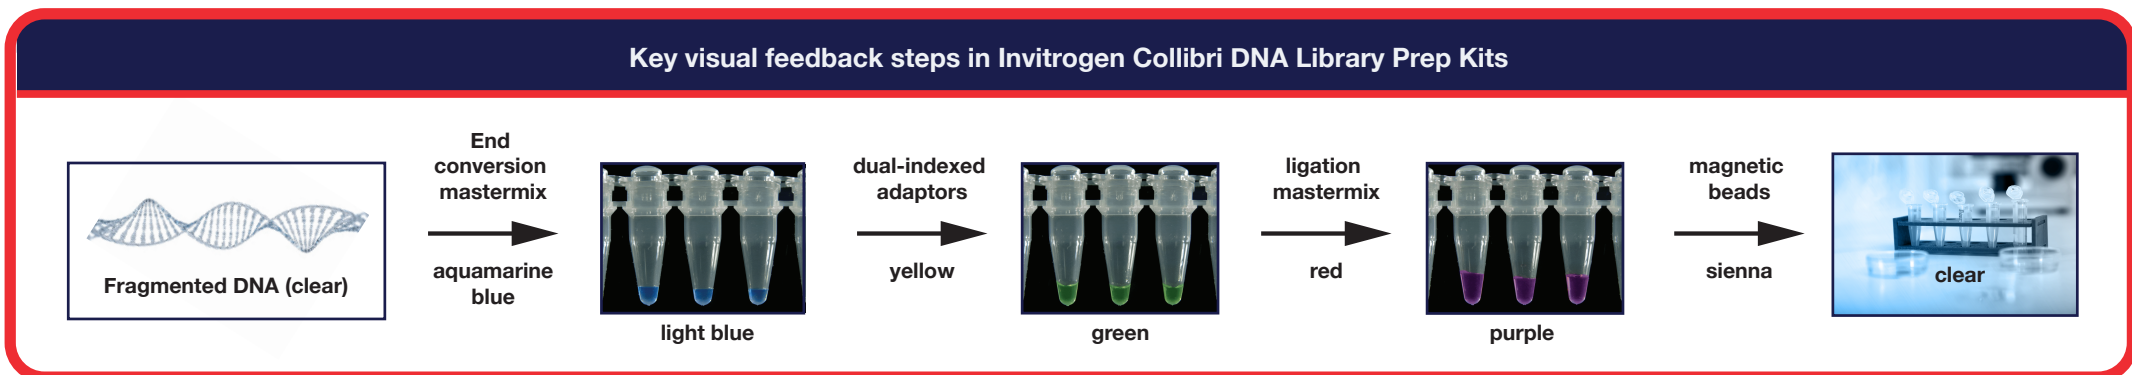 Key visual feedback steps in Invitrogen Collibri DNA Library Prep Kits
Fragmented DNA (clear)
End
conversion
mastermix
aquamarine
blue
light blue
dual-indexed
adaptors
yellow
green
ligation
mastermix
red
purple
magnetic
beads
sienna
clear